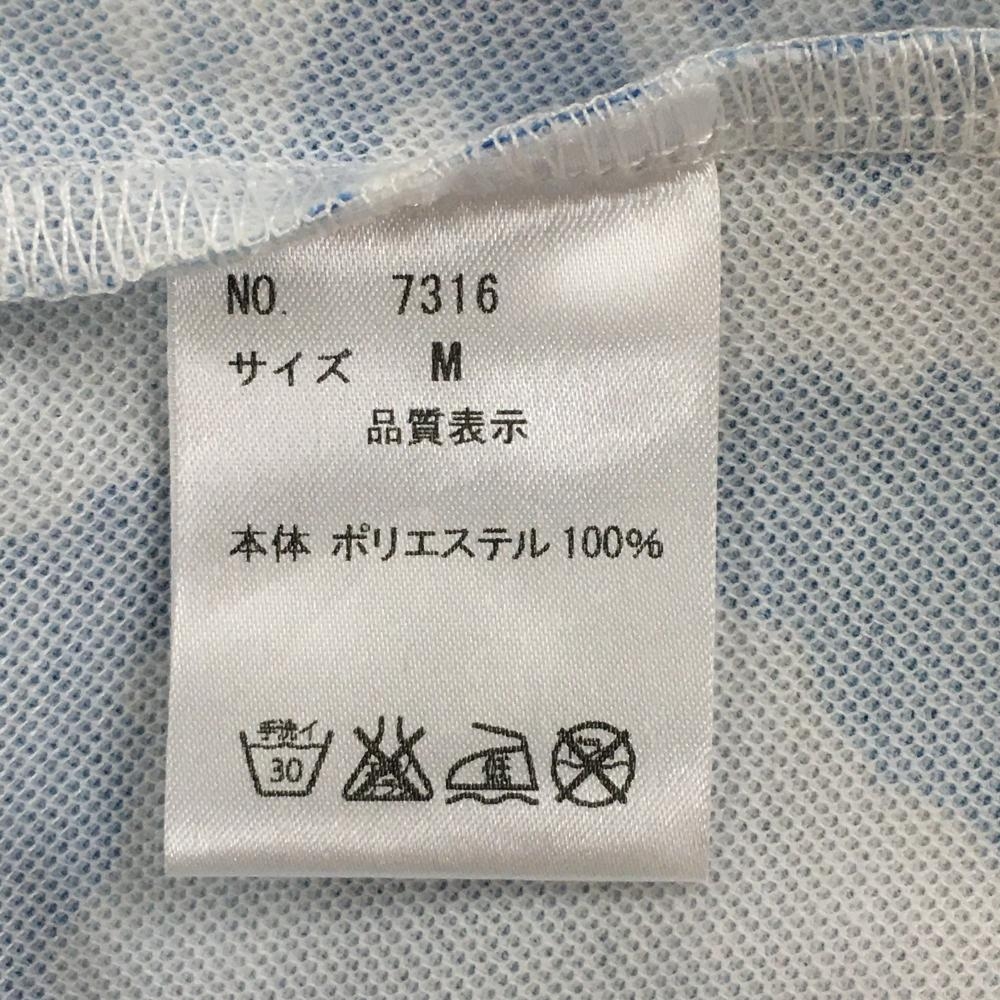 NO. 7316
サイズ M
品質表示
本体 ポリエステル 100%
手洗イ
30
低